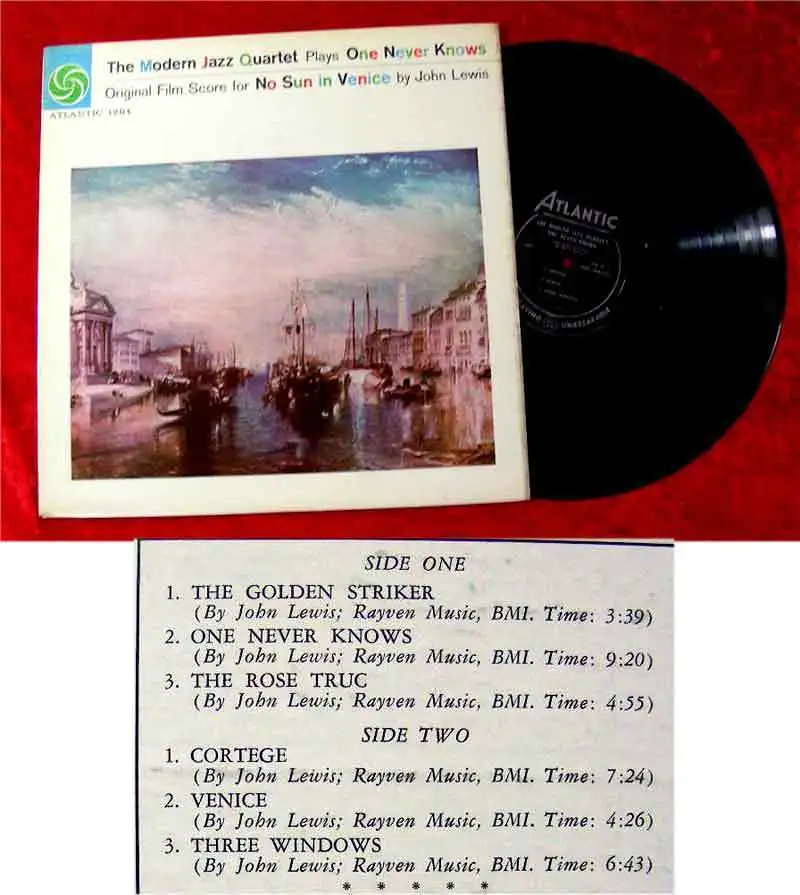 The Modern Jazz Quartet Plays One Never Knows
Original Film Score for No Sun in Venice by John Lewis
ATLANTIC
ATLANTIC
SIDE ONE
1. THE GOLDEN STRIKER
(By John Lewis; Rayven Music, BMI. Time: 3:39)
2. ONE NEVER KNOWS
(By John Lewis; Rayven Music, BMI. Time: 9:20)
3. THE ROSE TRUC
(By John Lewis; Rayven Music, BMI. Time: 4:55)
SIDE TWO
1. CORTEGE
(By John Lewis; Rayven Music, BMI. Time: 7:24)
2. VENICE
(By John Lewis; Rayven Music, BMI. Time: 4:26)
3. THREE WINDOWS
(By John Lewis; Rayven Music, BMI. Time: 6:43)
* * * * *